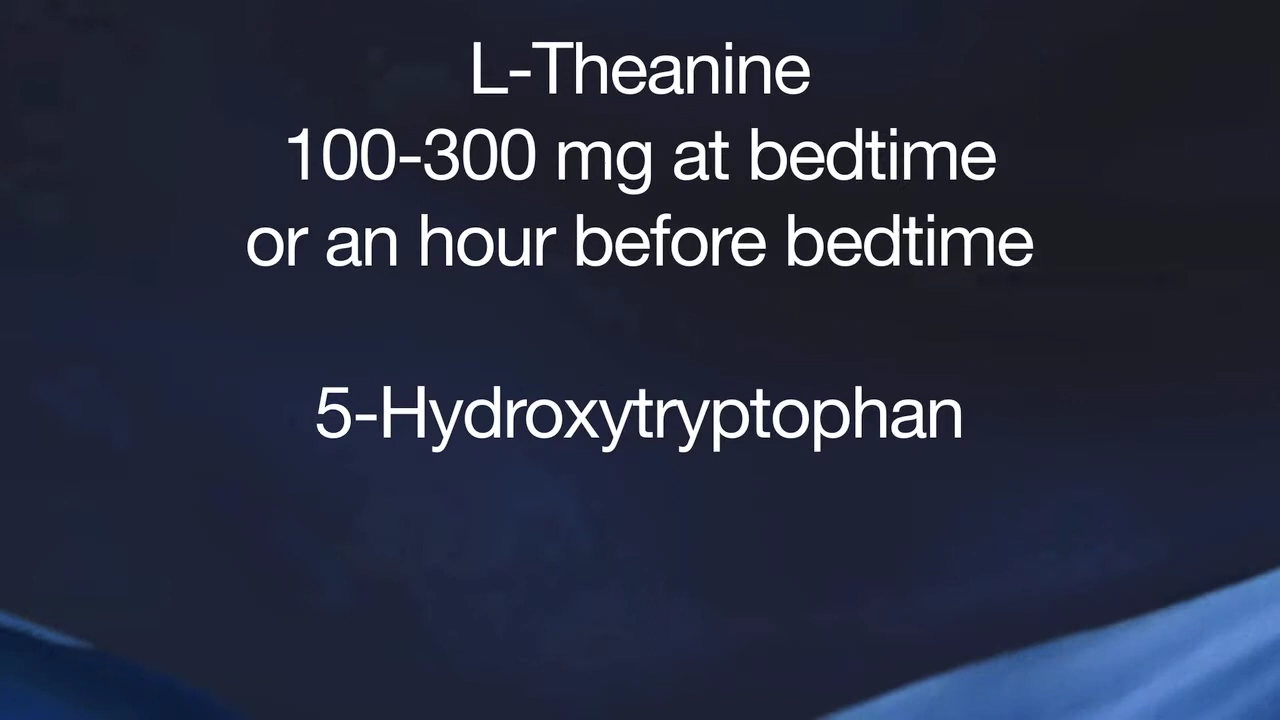 L-Theanine
100-300 mg at bedtime
or an hour before bedtime
5-Hydroxytryptophan